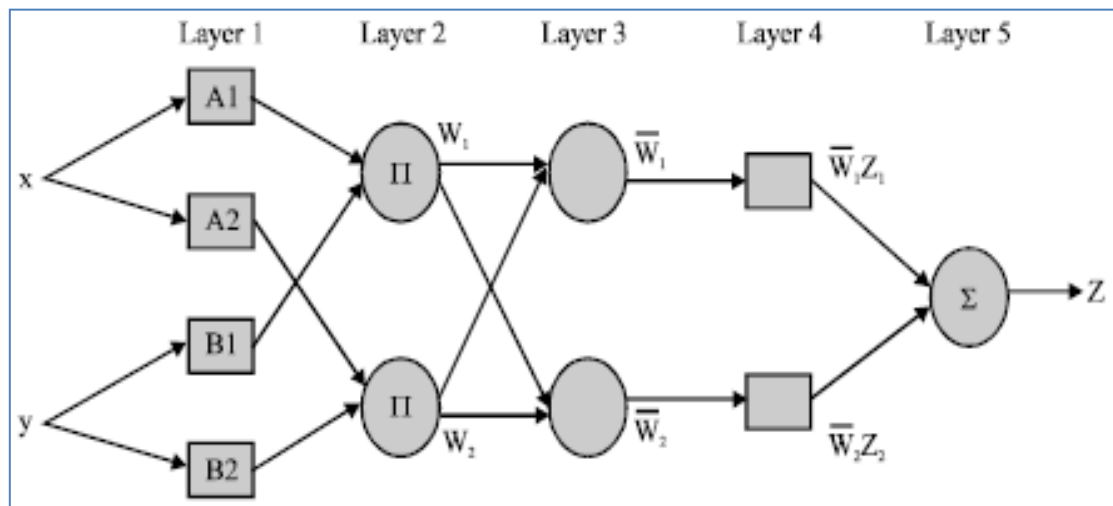 Layer 1 Layer 2 Layer 3 Layer 4 Layer 5
A1
W₁ W̅₁ W̅₁Z₁
Π
x
A2
Σ Z
B1
Π
y
W₂ W̅₂ W̅₂Z₂
B2